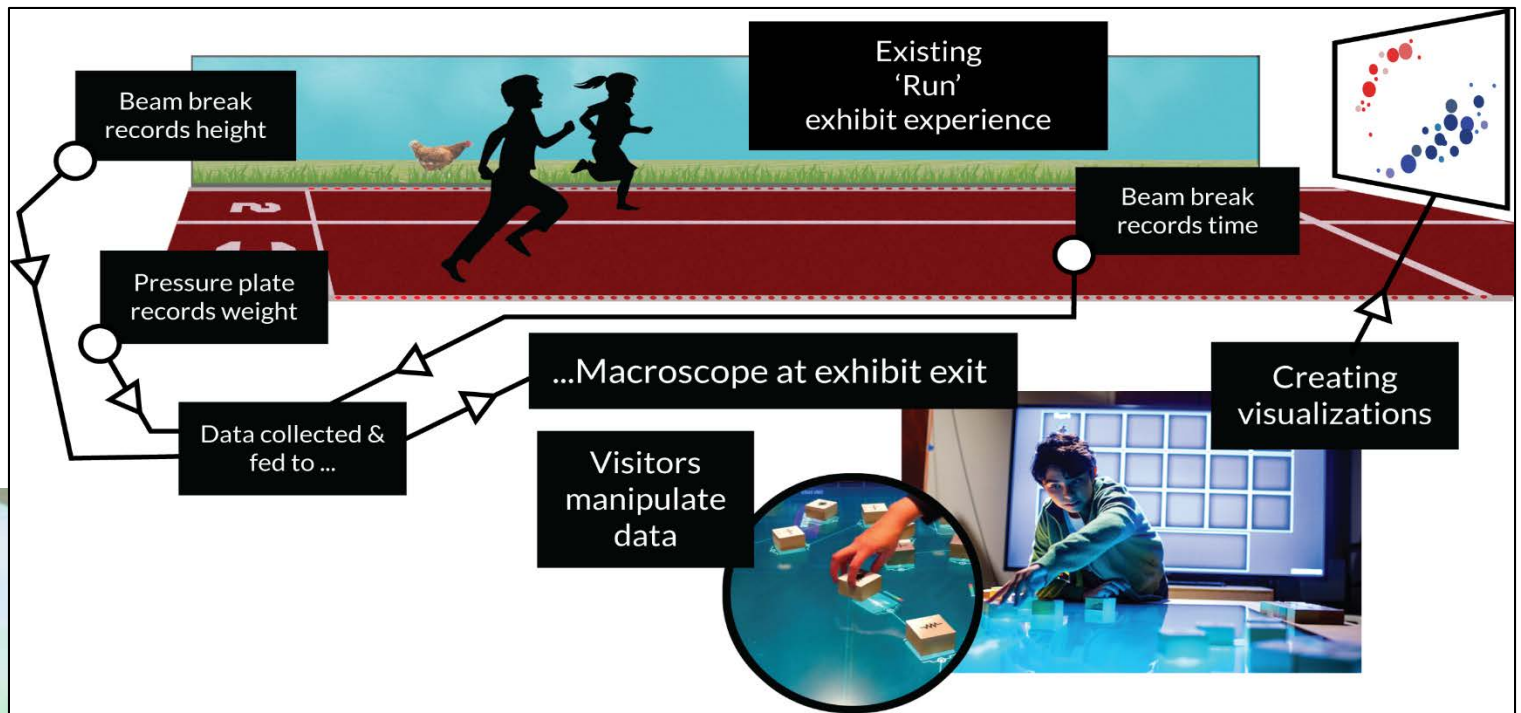 Existing
‘Run’
exhibit experience
Beam break
records height
Beam break
records time
Pressure plate
records weight
...Macroscope at exhibit exit
Creating
visualizations
Data collected &
fed to ...
Visitors
manipulate
data
2